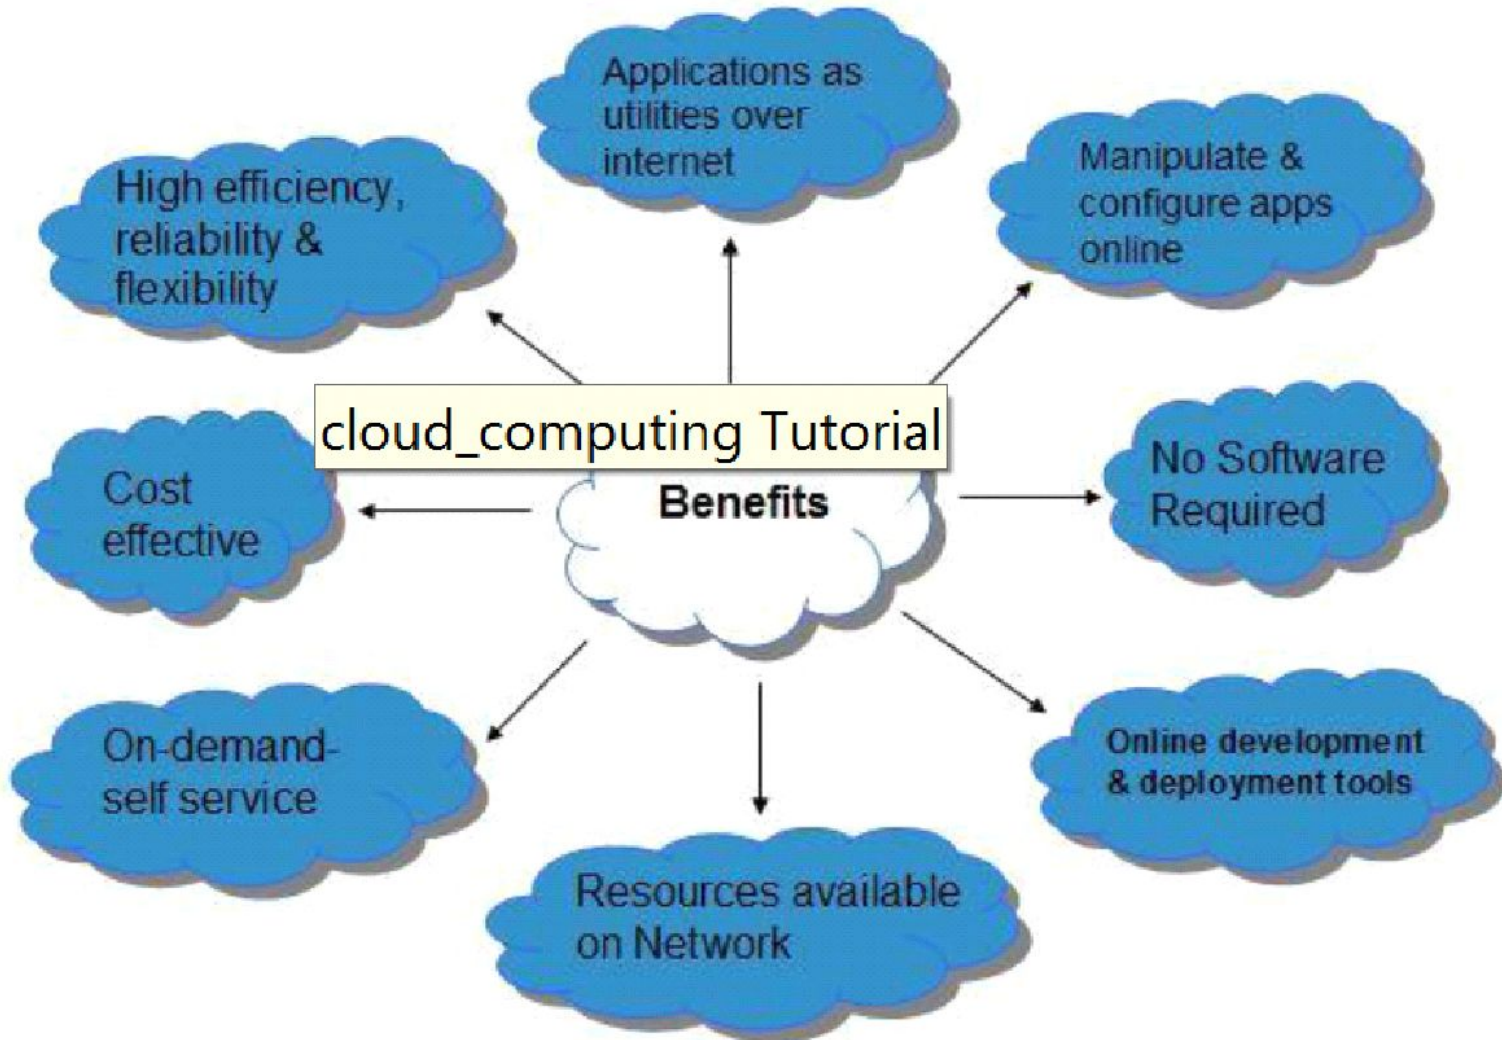 Applications as
utilities over
internet
Manipulate &
configure apps
online
High efficiency,
reliability &
flexibility
cloud_computing Tutorial
Benefits
No Software
Required
Cost
effective
On-demand-
self service
Online development
& deployment tools
Resources available
on Network